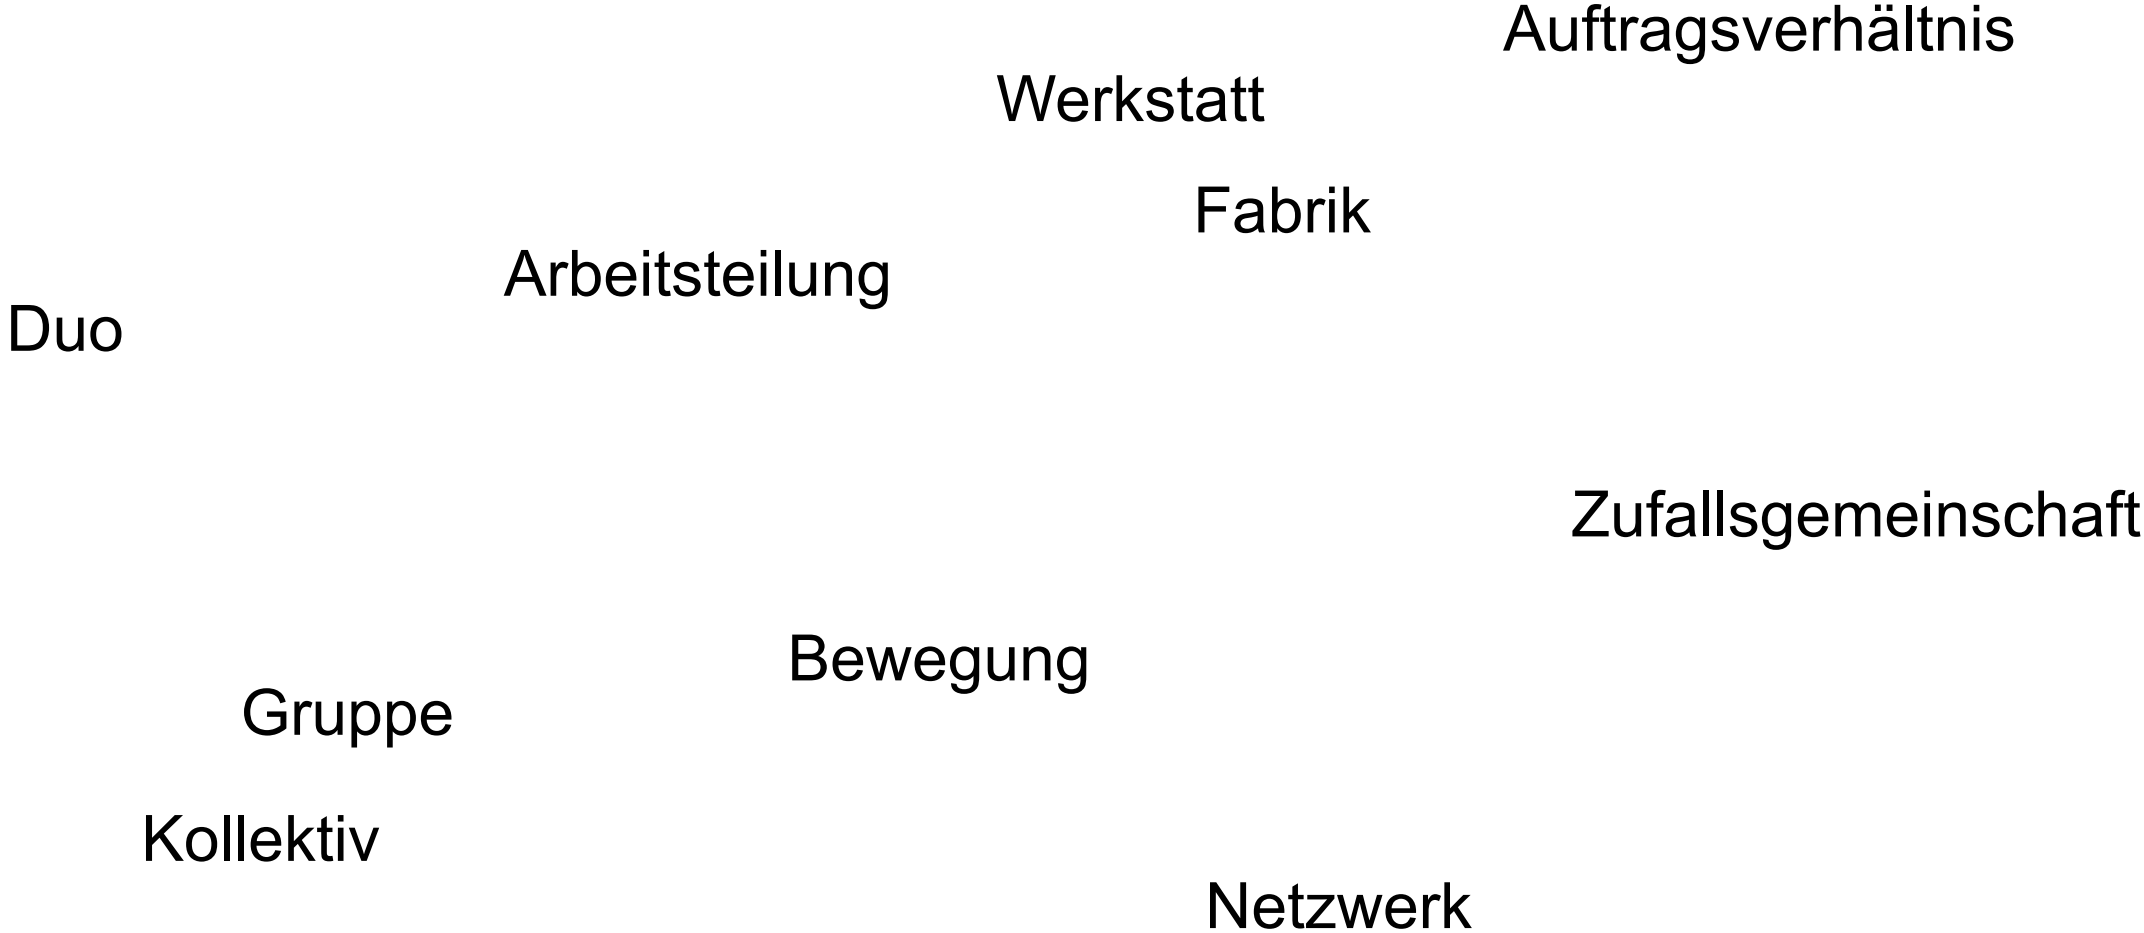 Auftragsverhältnis
Werkstatt
Fabrik
Arbeitsteilung
Duo
Zufallsgemeinschaft
Bewegung
Gruppe
Kollektiv
Netzwerk